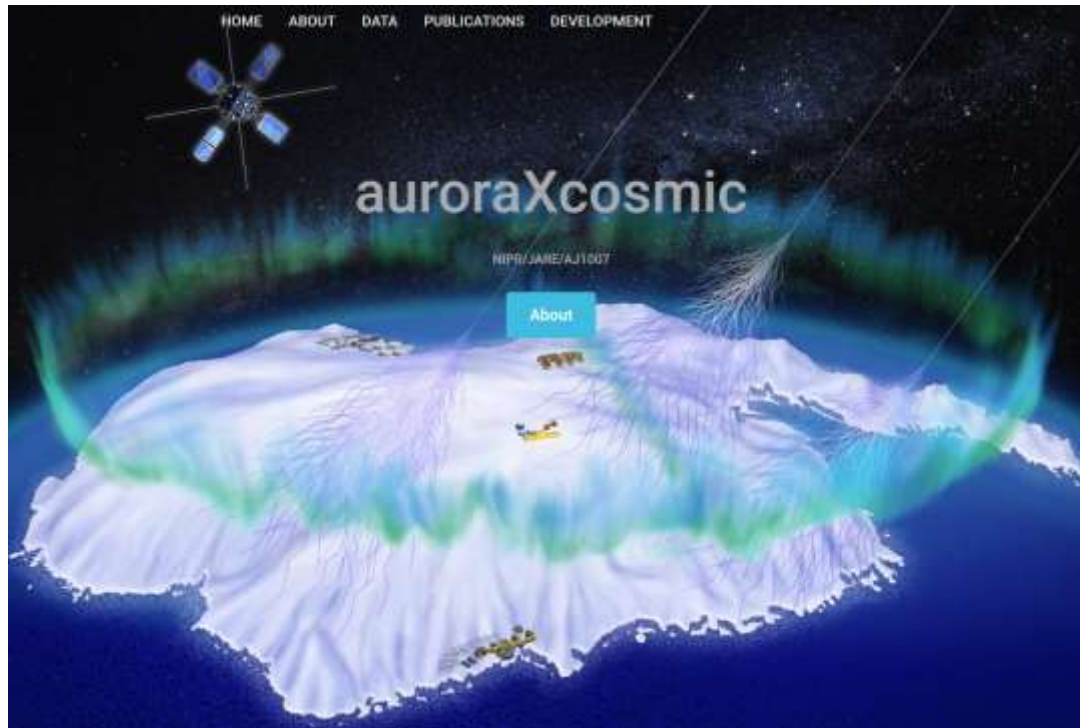 HOME ABOUT DATA PUBLICATIONS DEVELOPMENT
auroraXcosmic
NIPR/JARE/AJ1007
About